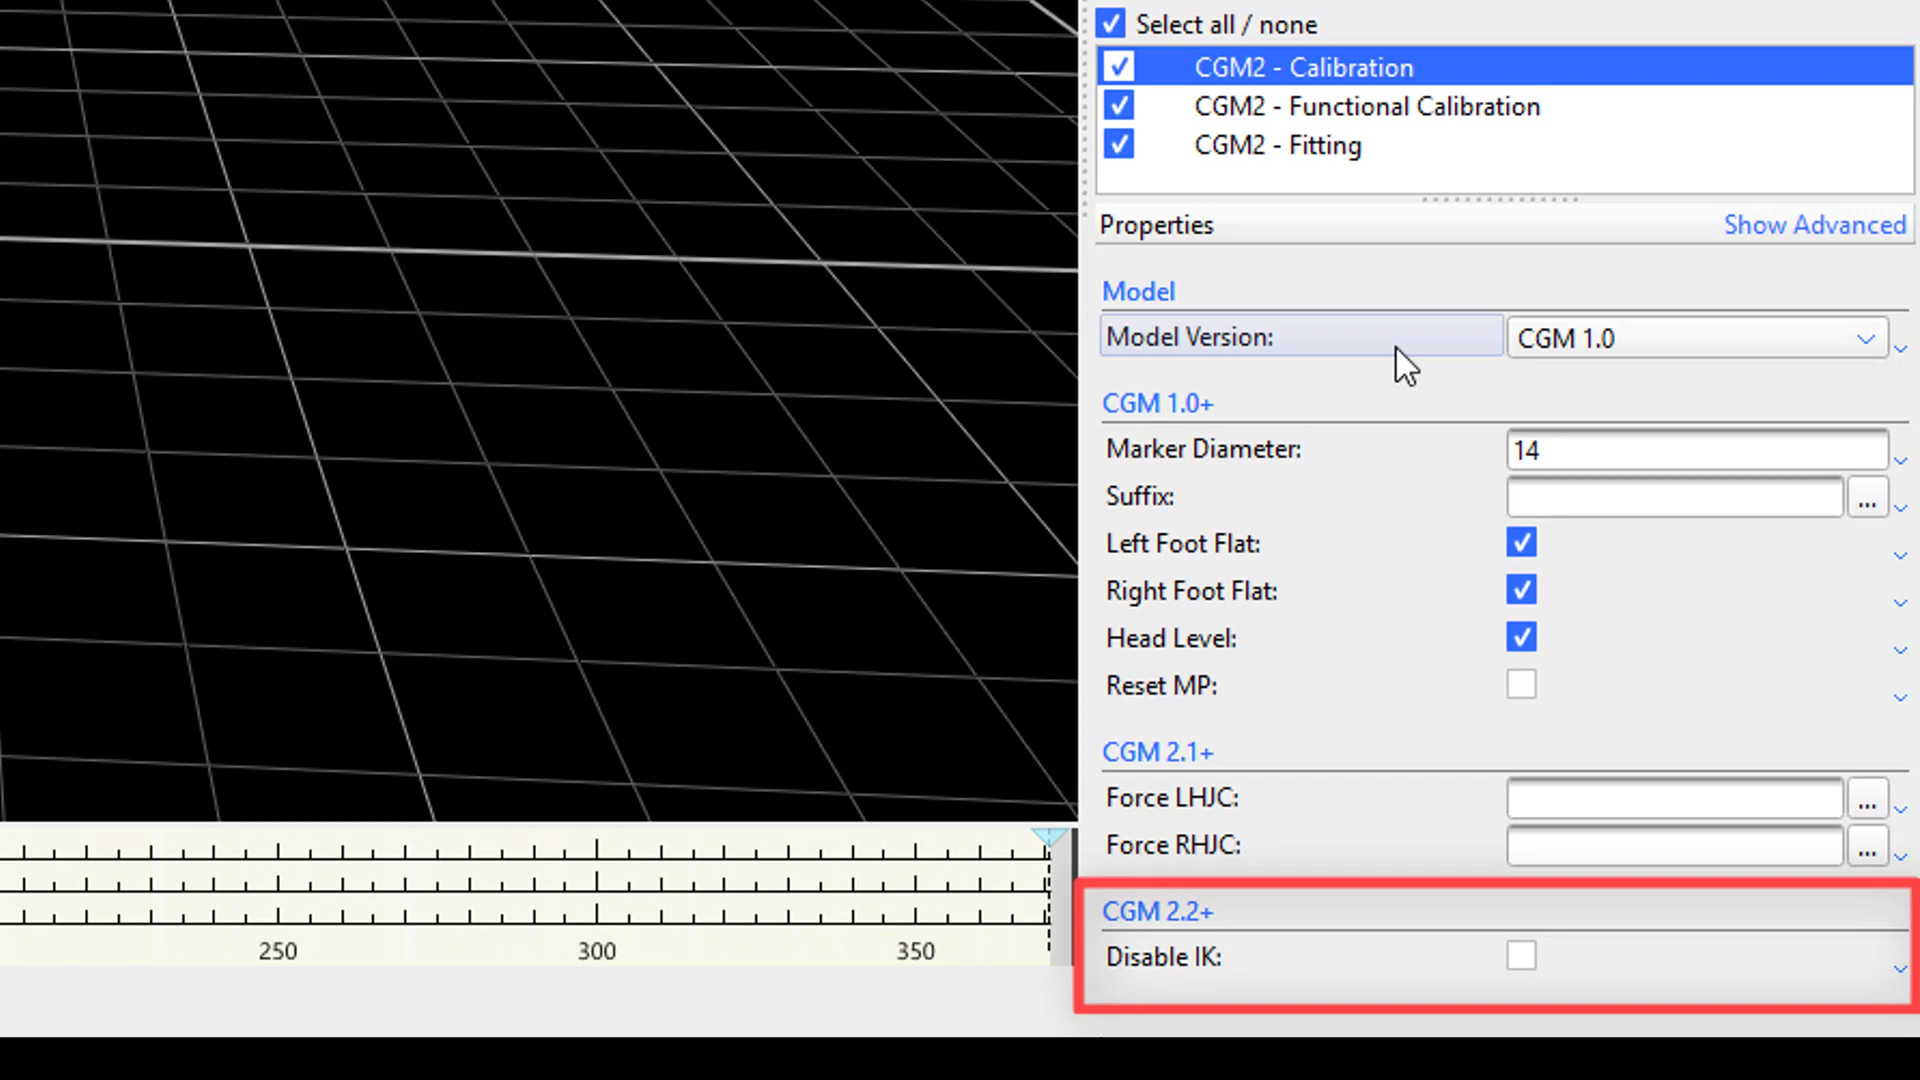 Select all / none
CGM2 - Calibration
CGM2 - Functional Calibration
CGM2 - Fitting
Properties Show Advanced
Model
Model Version: CGM 1.0
CGM 1.0+
Marker Diameter: 14
Suffix: ...
Left Foot Flat:
Right Foot Flat:
Head Level:
Reset MP:
CGM 2.1+
Force LHJC: ...
Force RHJC: ...
CGM 2.2+
Disable IK:
250 300 350